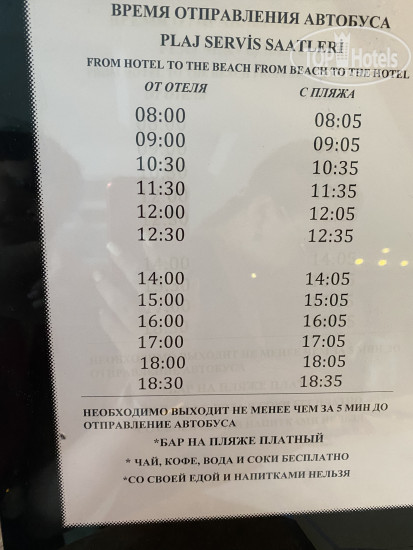 ВРЕМЯ ОТПРАВЛЕНИЯ АВТОБУСА
PLAJ SERVİS SAATLERİ
TOP Hotels
FROM HOTEL TO THE BEACH FROM BEACH TO THE HOTEL
ОТ ОТЕЛЯ С ПЛЯЖА
08:00 08:05
09:00 09:05
10:30 10:35
11:30 11:35
12:00 12:05
12:30 12:35
14:00 14:05
15:00 15:05
16:00 16:05
17:00 17:05
18:00 18:05
18:30 18:35
НЕОБХОДИМО ВЫХОДИТ НЕ МЕНЕЕ ЧЕМ ЗА 5 МИН ДО
ОТПРАВЛЕНИЕ АВТОБУСА
*БАР НА ПЛЯЖЕ ПЛАТНЫЙ
* ЧАЙ, КОФЕ, ВОДА И СОКИ БЕСПЛАТНО
*СО СВОЕЙ ЕДОЙ И НАПИТКАМИ НЕЛЬЗЯ